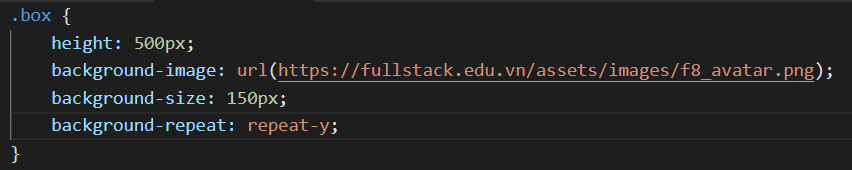 .box {
    height: 500px;
    background-image: url(https://fullstack.edu.vn/assets/images/f8_avatar.png);
    background-size: 150px;
    background-repeat: repeat-y;
}